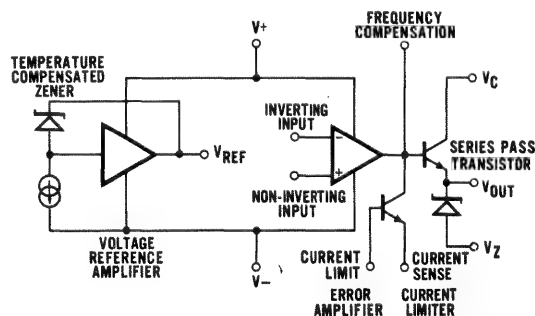 FREQUENCY
COMPENSATION
V+
TEMPERATURE
COMPENSATED
ZENER
VC
INVERTING
INPUT
−
+
VREF
SERIES PASS
TRANSISTOR
VOUT
NON-INVERTING
INPUT
VOLTAGE
REFERENCE
AMPLIFIER
V−
CURRENT
LIMIT
CURRENT
SENSE
VZ
ERROR
AMPLIFIER
CURRENT
LIMITER